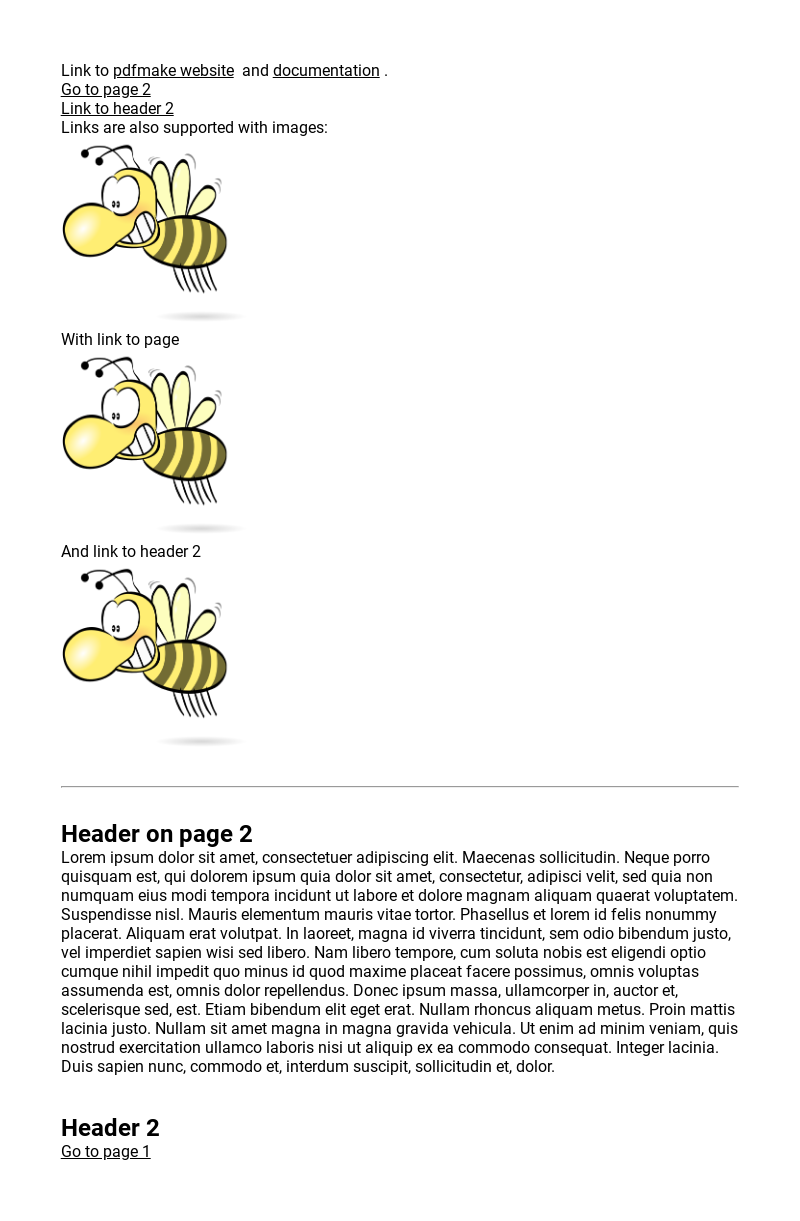 Link to pdfmake website  and documentation .
Go to page 2
Link to header 2
Links are also supported with images:
With link to page
And link to header 2
Header on page 2
Lorem ipsum dolor sit amet, consectetuer adipiscing elit. Maecenas sollicitudin. Neque porro
quisquam est, qui dolorem ipsum quia dolor sit amet, consectetur, adipisci velit, sed quia non
numquam eius modi tempora incidunt ut labore et dolore magnam aliquam quaerat voluptatem.
Suspendisse nisl. Mauris elementum mauris vitae tortor. Phasellus et lorem id felis nonummy
placerat. Aliquam erat volutpat. In laoreet, magna id viverra tincidunt, sem odio bibendum justo,
vel imperdiet sapien wisi sed libero. Nam libero tempore, cum soluta nobis est eligendi optio
cumque nihil impedit quo minus id quod maxime placeat facere possimus, omnis voluptas
assumenda est, omnis dolor repellendus. Donec ipsum massa, ullamcorper in, auctor et,
scelerisque sed, est. Etiam bibendum elit eget erat. Nullam rhoncus aliquam metus. Proin mattis
lacinia justo. Nullam sit amet magna in magna gravida vehicula. Ut enim ad minim veniam, quis
nostrud exercitation ullamco laboris nisi ut aliquip ex ea commodo consequat. Integer lacinia.
Duis sapien nunc, commodo et, interdum suscipit, sollicitudin et, dolor.
Header 2
Go to page 1